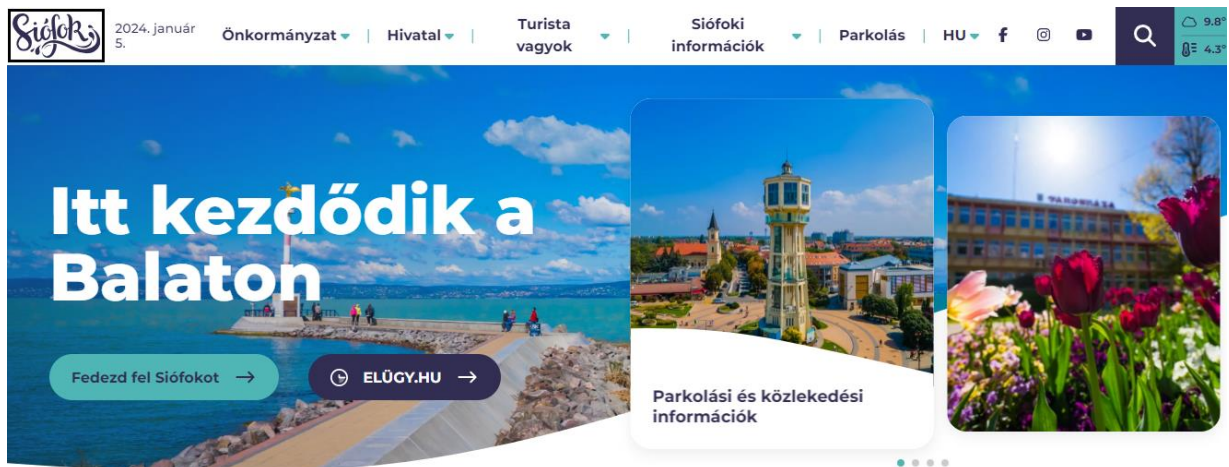 Siófok
2024. január
5.
Önkormányzat
Hivatal
Turista
vagyok
Siófoki
információk
Parkolás
HU
9.8°
4.3°
Itt kezdődik a
Balaton
Fedezd fel Siófokot →
ELÜGY.HU →
VÁROSHÁZA
Parkolási és közlekedési
információk